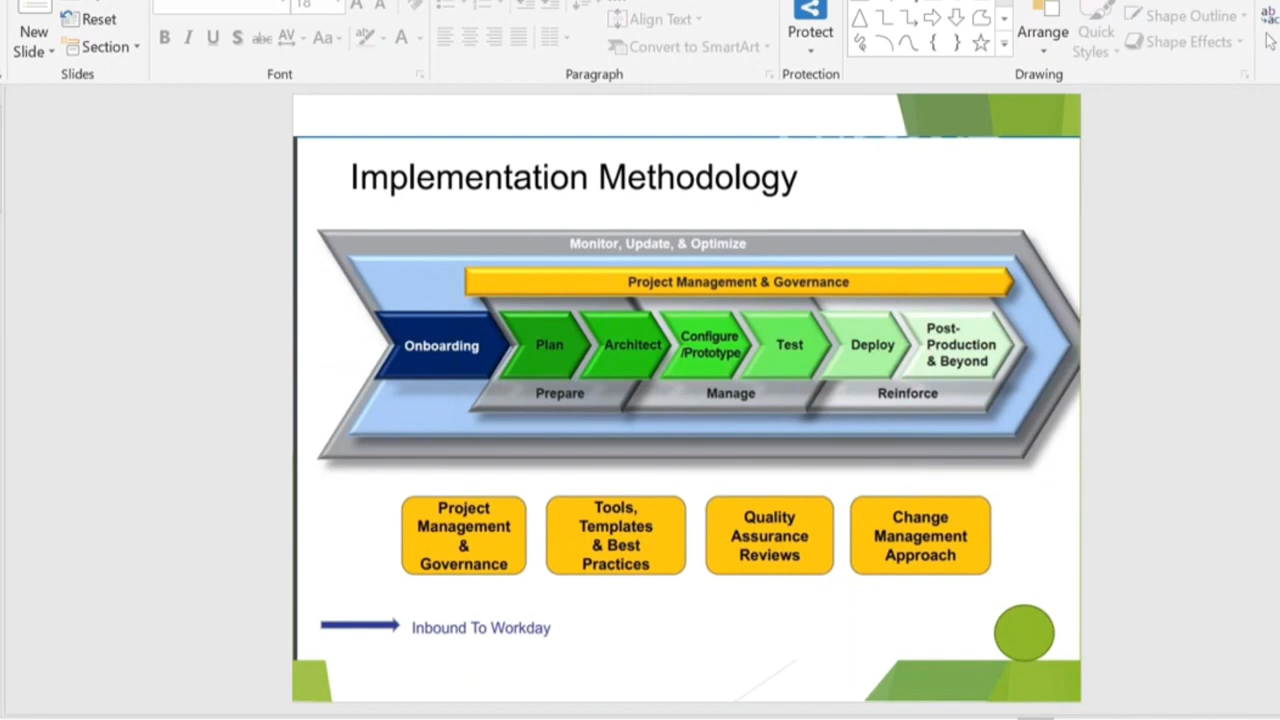 18
A
A
Align Text
New
Slide
Reset
Section
B I U S abc AV Aa A
Convert to SmartArt
Protect
Arrange
Quick
Styles
Shape Outline
Shape Effects
ab
Slides
Font
Paragraph
Protection
Drawing
Implementation Methodology
Monitor, Update, & Optimize
Project Management & Governance
Onboarding
Plan
Architect
Configure
/Prototype
Test
Deploy
Post-
Production
& Beyond
Prepare
Manage
Reinforce
Project
Management
&
Governance
Tools,
Templates
& Best
Practices
Quality
Assurance
Reviews
Change
Management
Approach
Inbound To Workday